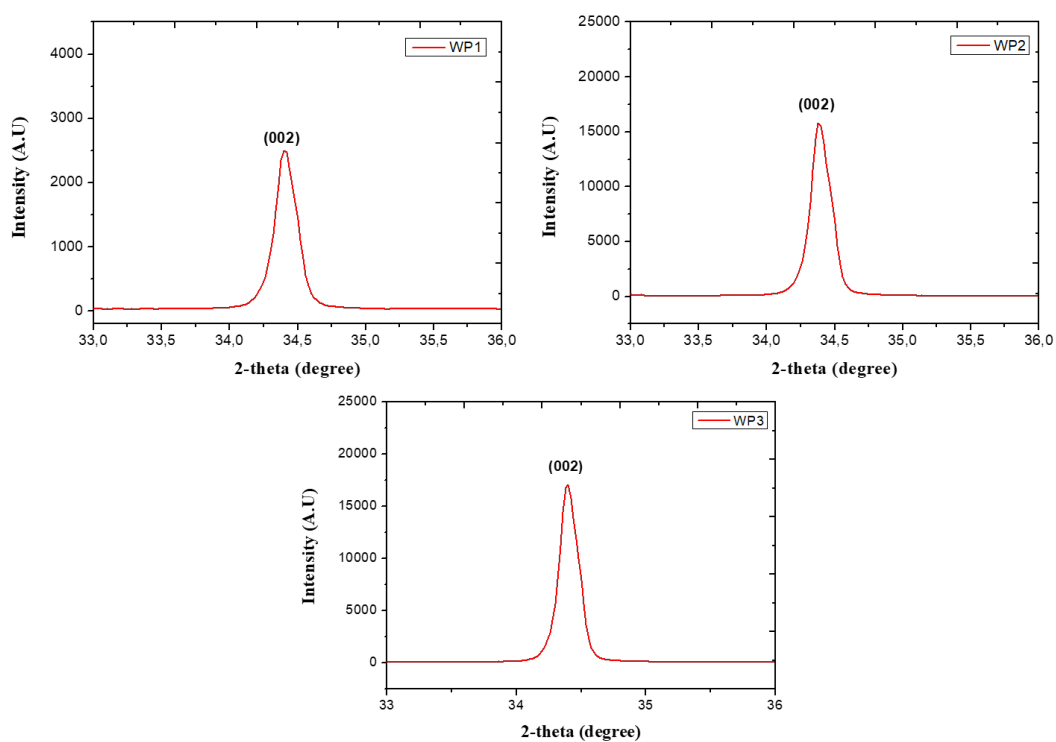 WP1
(002)
Intensity (A.U)
4000
3000
2000
1000
0
33,0 33,5 34,0 34,5 35,0 35,5 36,0
2-theta (degree)
WP2
(002)
Intensity (A.U)
25000
20000
15000
10000
5000
0
33,0 33,5 34,0 34,5 35,0 35,5 36,0
2-theta (degree)
WP3
(002)
Intensity (A.U)
25000
20000
15000
10000
5000
0
33 34 35 36
2-theta (degree)